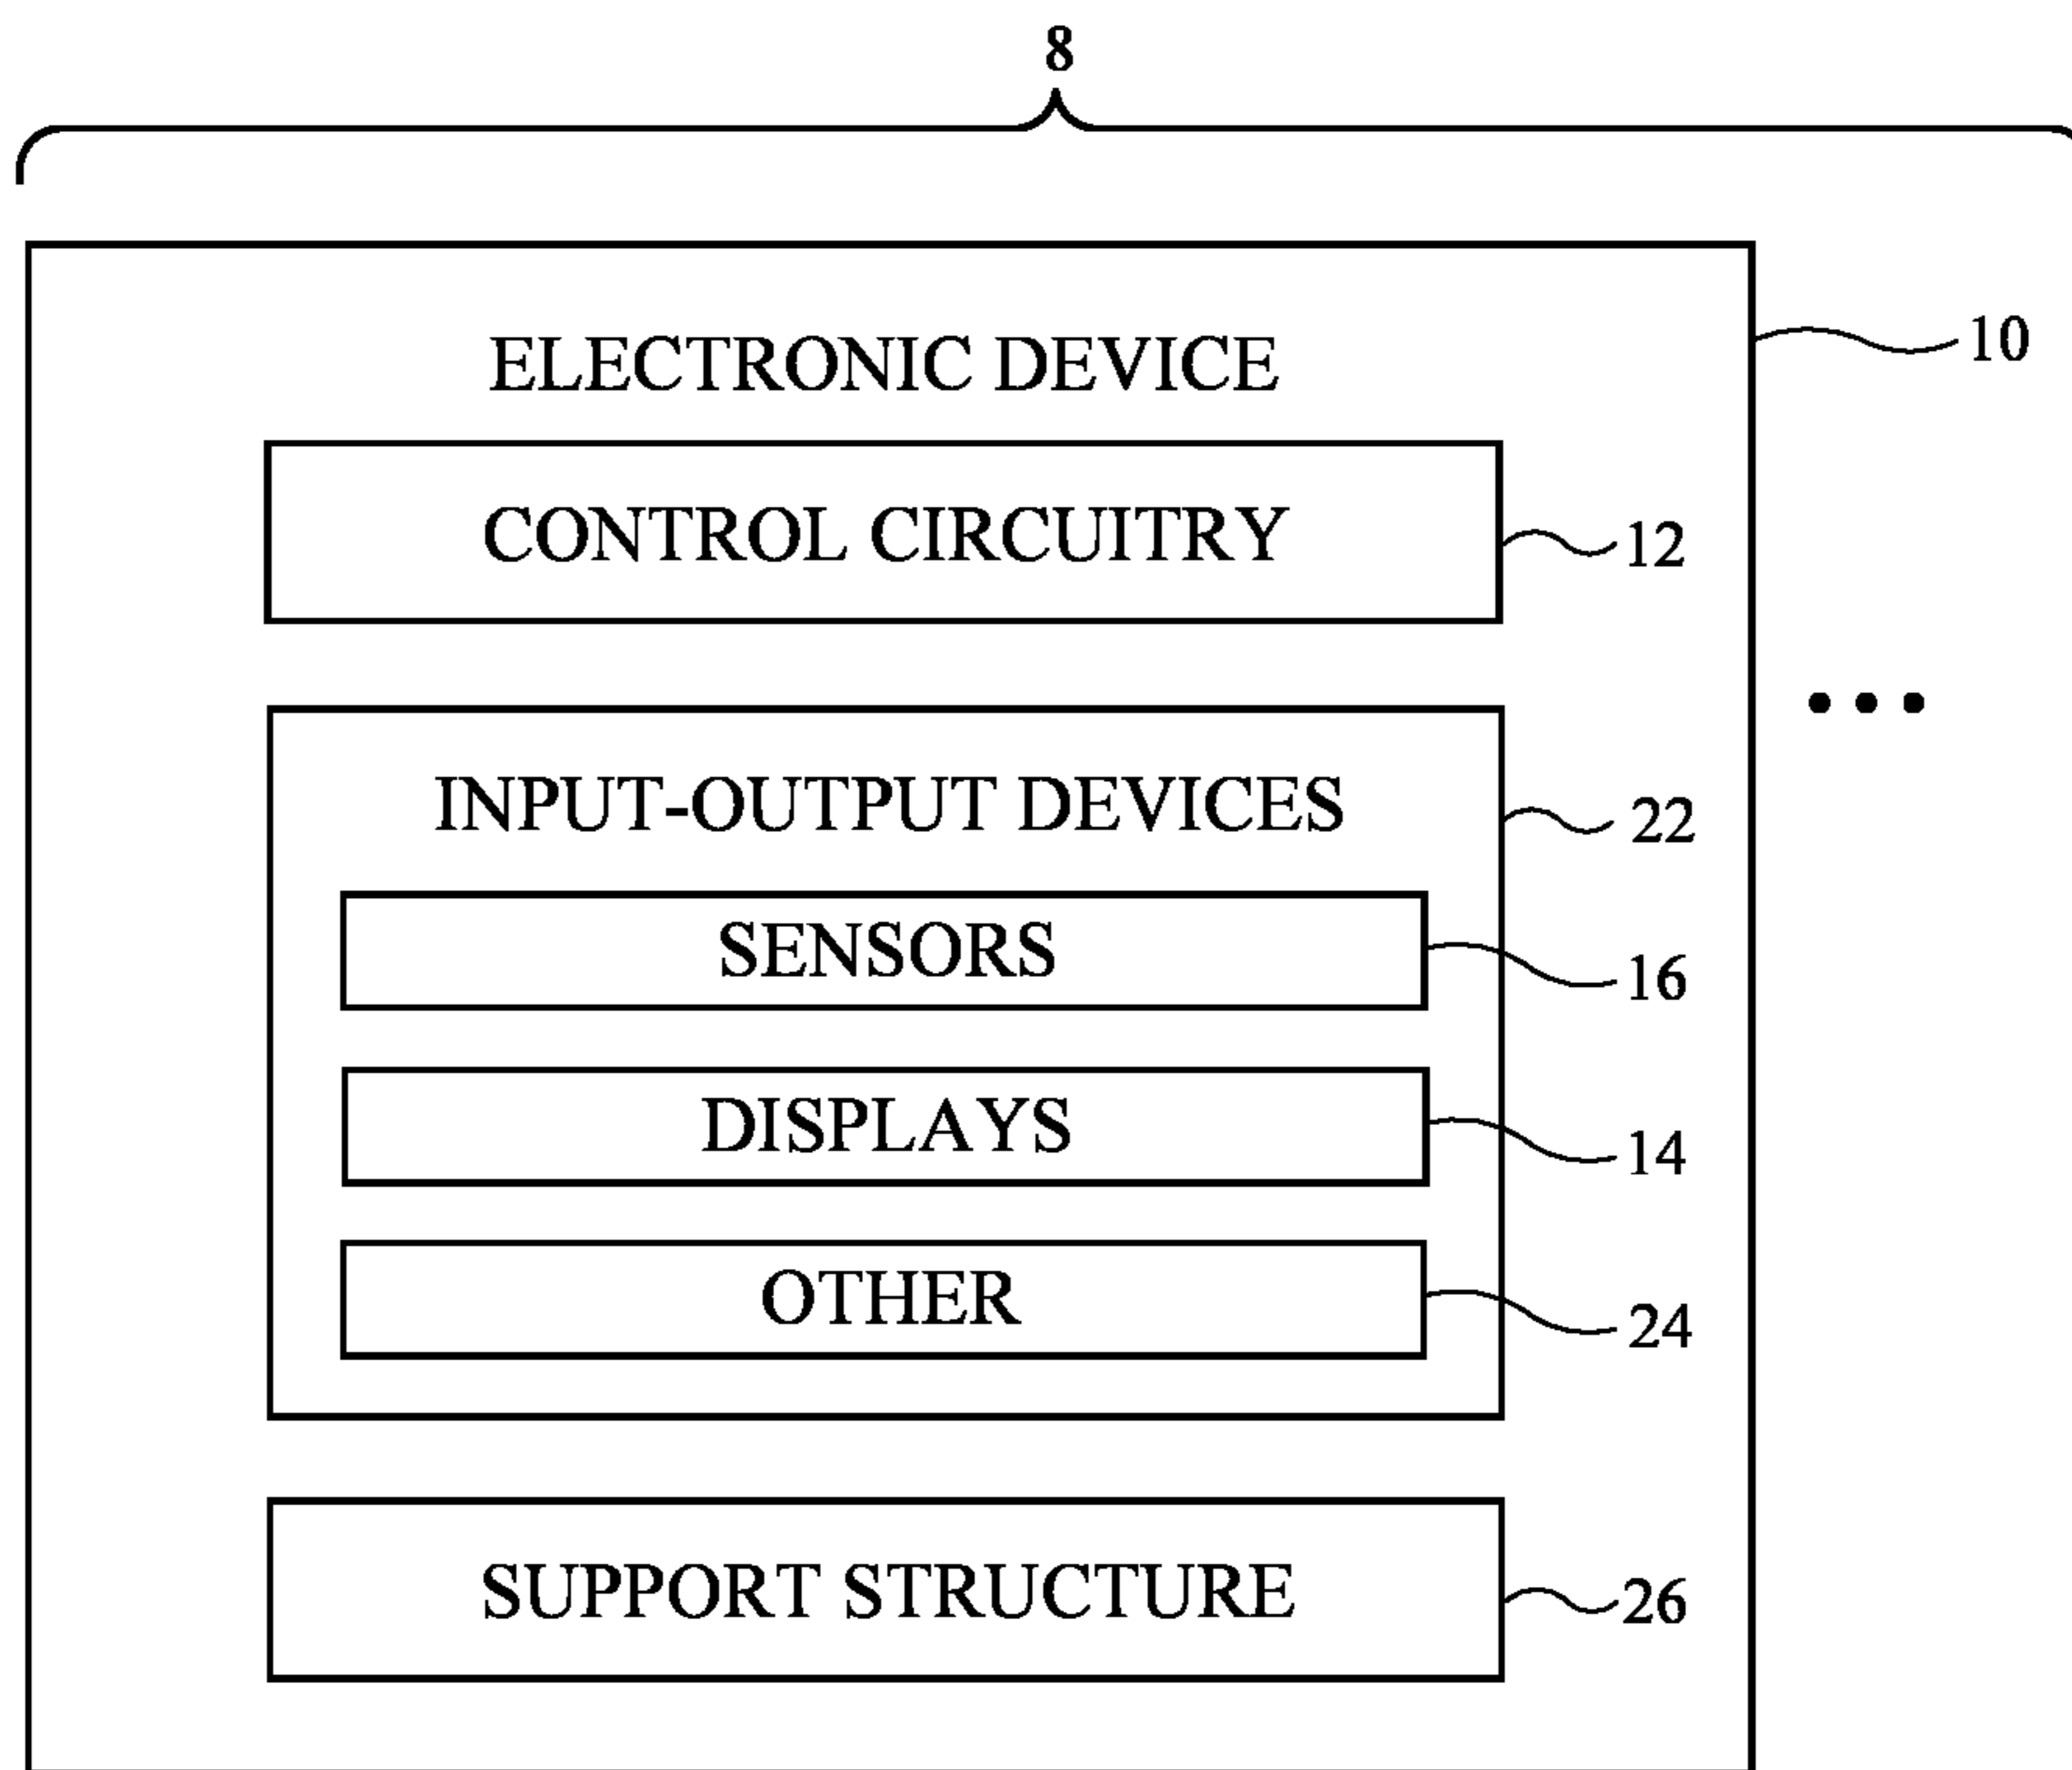 8
ELECTRONIC DEVICE
10
CONTROL CIRCUITRY
12
INPUT-OUTPUT DEVICES
22
SENSORS
16
DISPLAYS
14
OTHER
24
SUPPORT STRUCTURE
26